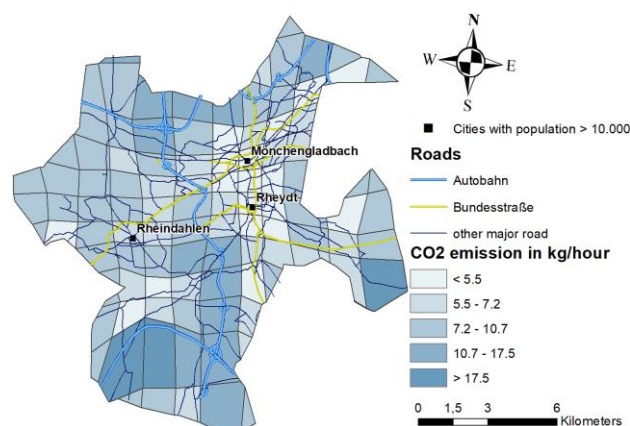 N
W
E
S
Cities with population > 10.000
Roads
Autobahn
Bundesstraße
other major road
CO2 emission in kg/hour
< 5.5
5.5 - 7.2
7.2 - 10.7
10.7 - 17.5
> 17.5
0 1,5 3 6
Kilometers
Mönchengladbach
Rheydt
Rheindahlen